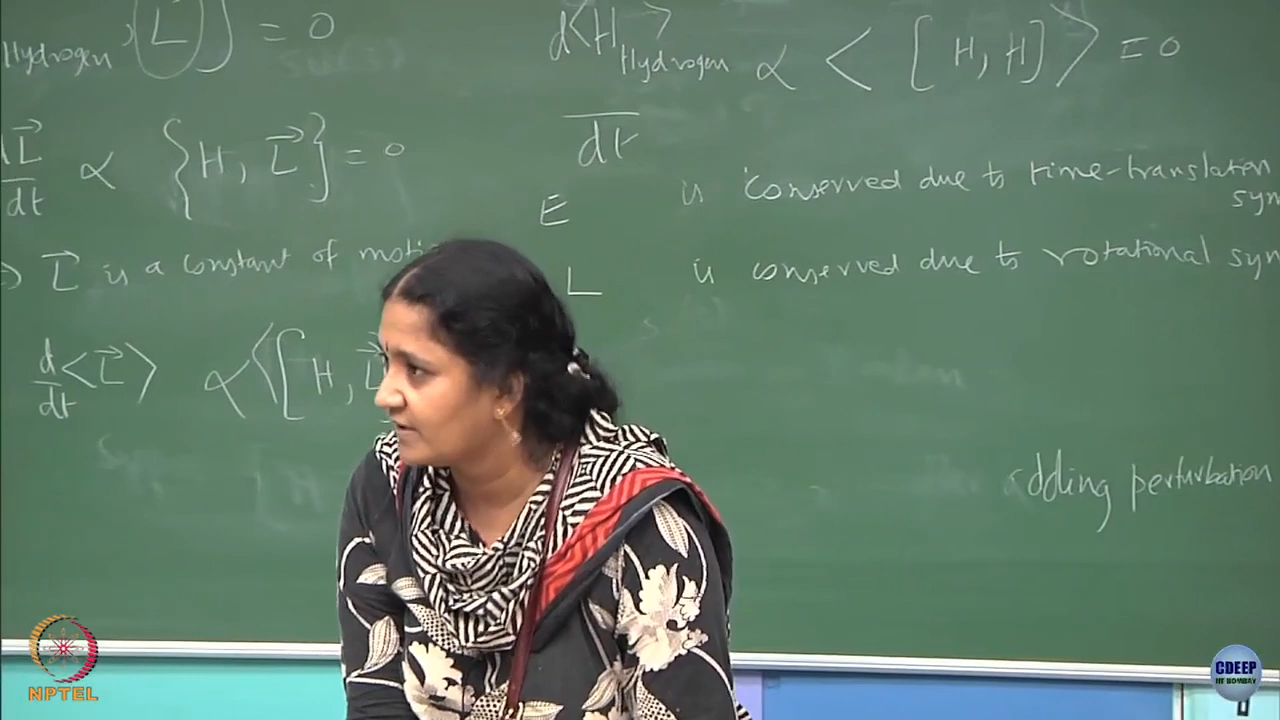 Hydrogen, L⃗ ] = 0
dL⃗/dt ∝ {H, L⃗} = 0
L⃗ is a constant of
d/dt <L⃗> ∝ <[H, L⃗
d<H Hydrogen>/dt ∝ <[H, H]> = 0
E is conserved due to time-translation
sym
L is conserved due to rotational sym
adding perturbation
NPTEL
CDEEP
IIT BOMBAY